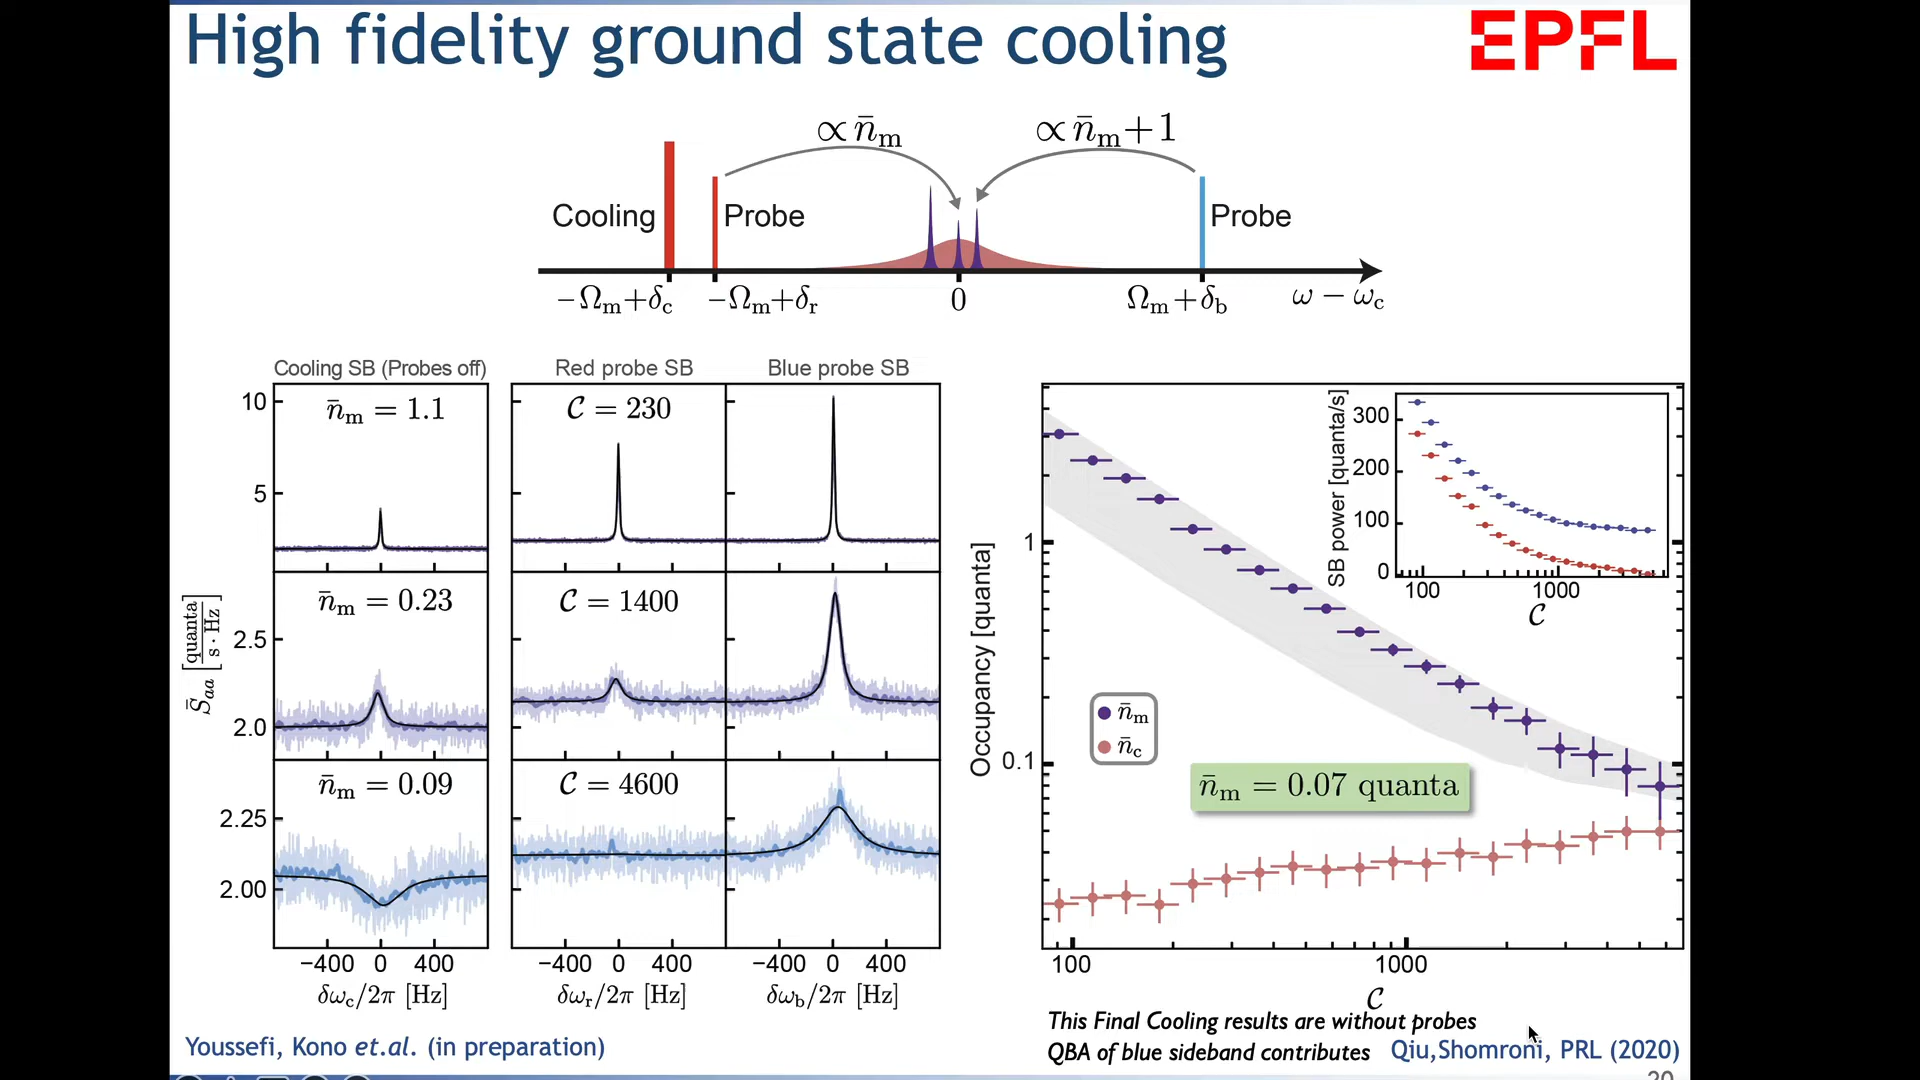 High fidelity ground state cooling
EPFL
∝ n̄m
∝ n̄m+1
Cooling
Probe
Probe
−Ωm+δc
−Ωm+δr
0
Ωm+δb
ω − ωc
Cooling SB (Probes off)
Red probe SB
Blue probe SB
10
5
n̄m = 1.1
C = 230
2.5
2.0
n̄m = 0.23
C = 1400
2.25
2.00
n̄m = 0.09
C = 4600
S̄aa [quanta / s · Hz]
−400 0 400
−400 0 400
−400 0 400
δωc/2π [Hz]
δωr/2π [Hz]
δωb/2π [Hz]
Occupancy [quanta]
1
0.1
n̄m
n̄c
n̄m = 0.07 quanta
100
1000
C
SB power [quanta/s]
300
200
100
0
100
1000
C
This Final Cooling results are without probes
QBA of blue sideband contributes
Qiu,Shomroni, PRL (2020)
Youssefi, Kono et.al. (in preparation)